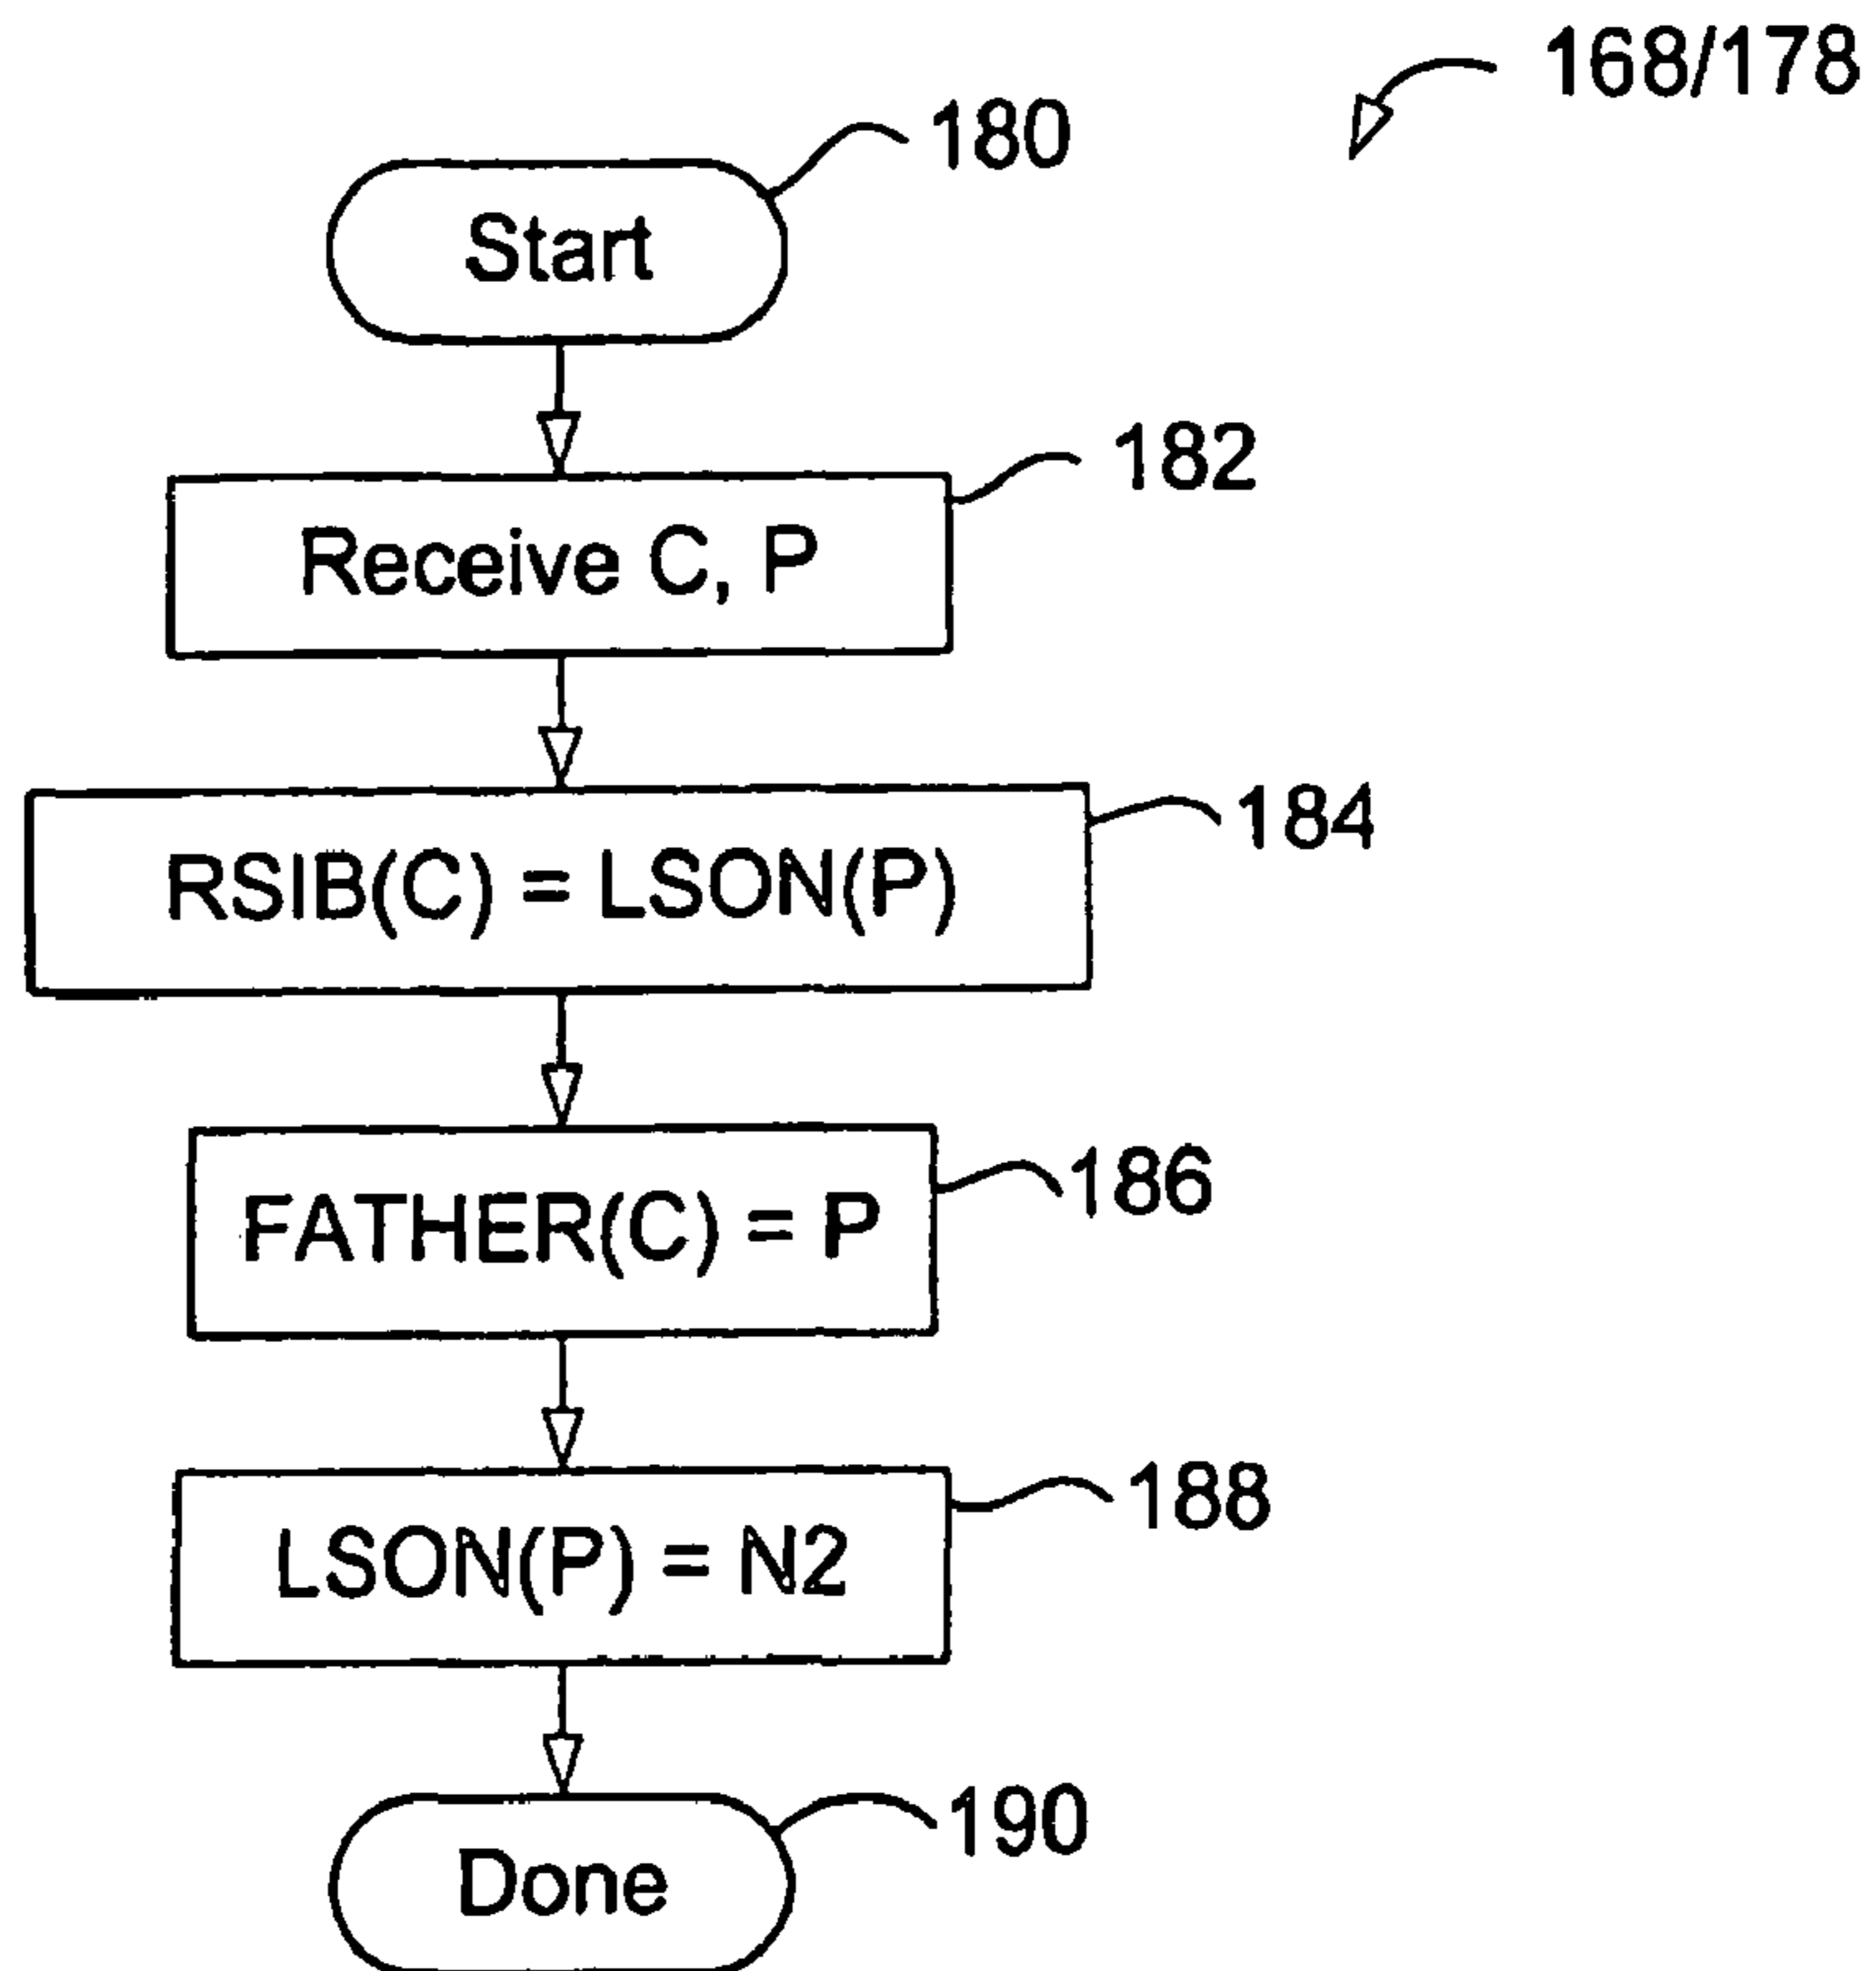 168/178
180
Start
182
Receive C, P
184
RSIB(C) = LSON(P)
186
FATHER(C) = P
188
LSON(P) = N2
190
Done